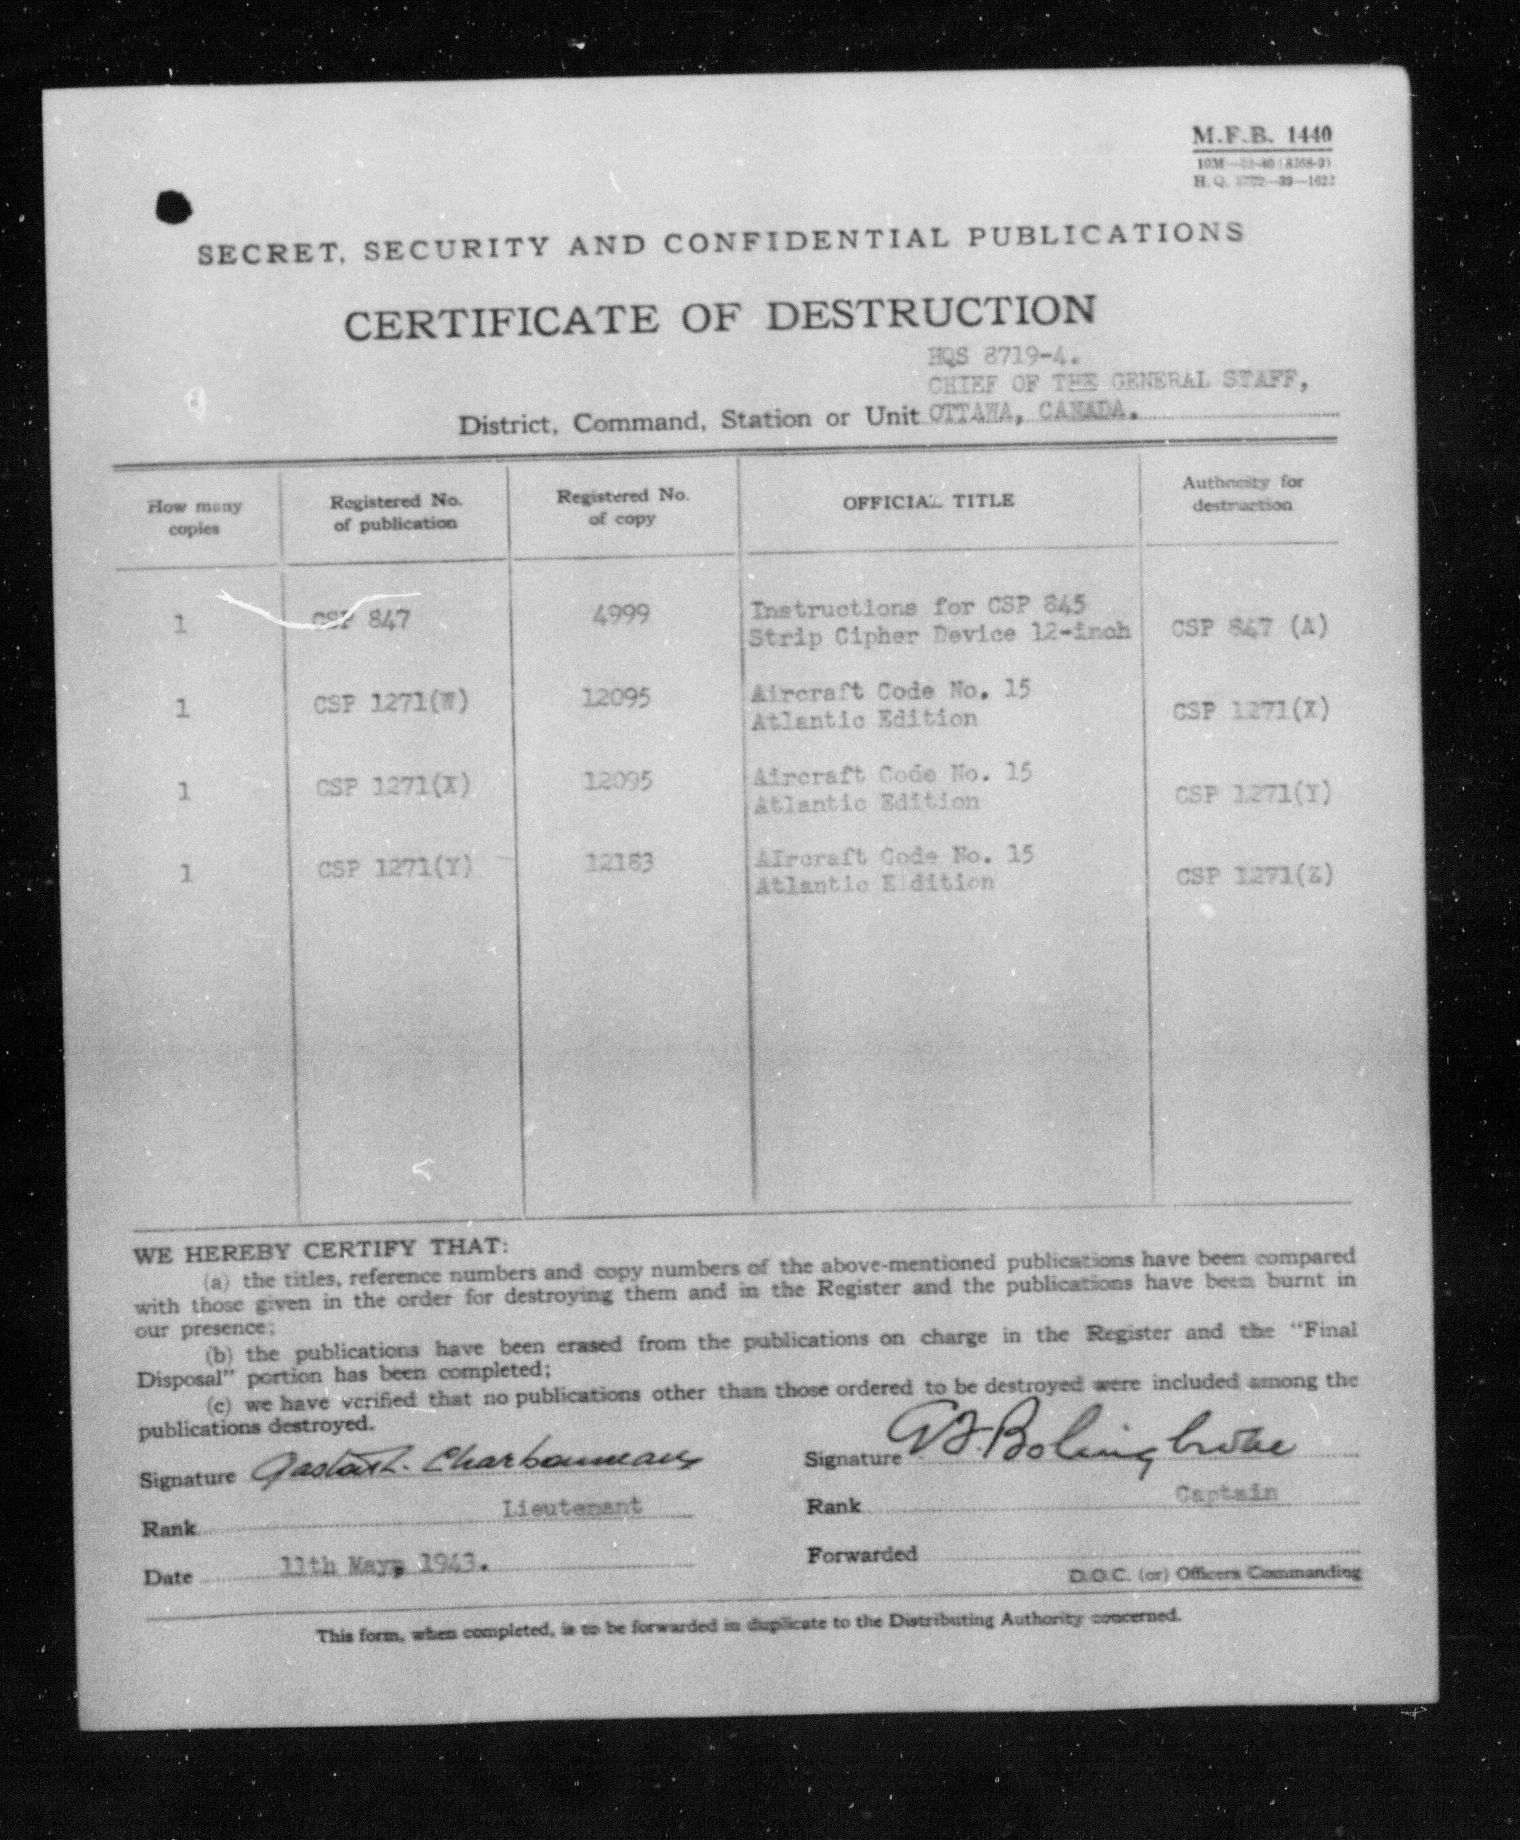 M.F.B. 1440
H. Q.
SECRET, SECURITY AND CONFIDENTIAL PUBLICATIONS
CERTIFICATE OF DESTRUCTION
HQS 8719-4.
CHIEF OF THE GENERAL STAFF,
District, Command, Station or Unit OTTAWA, CANADA.
How many copies
Registered No. of publication
Registered No. of copy
OFFICIAL TITLE
Authority for destruction
1 CSP 847 4999 Instructions for CSP 845
Strip Cipher Device 12-inch CSP 847 (A)
1 CSP 1271(W) 12095 Aircraft Code No. 15
Atlantic Edition CSP 1271(X)
1 CSP 1271(X) 12095 Aircraft Code No. 15
Atlantic Edition CSP 1271(Y)
1 CSP 1271(Y) 12183 AIrcraft Code No. 15
Atlantic E dition CSP 1271(Z)
WE HEREBY CERTIFY THAT:
(a) the titles, reference numbers and copy numbers of the above-mentioned publications have been compared
with those given in the order for destroying them and in the Register and the publications have been burnt in
our presence;
(b) the publications have been erased from the publications on charge in the Register and the "Final
Disposal" portion has been completed;
(c) we have verified that no publications other than those ordered to be destroyed were included among the
publications destroyed.
Signature Gaston L. Charbonneau Signature Bolingbroke
Rank Lieutenant Rank Captain
Date 11th May, 1943. Forwarded
D.O.C. (or) Officers Commanding
This form, when completed, is to be forwarded in duplicate to the Distributing Authority concerned.